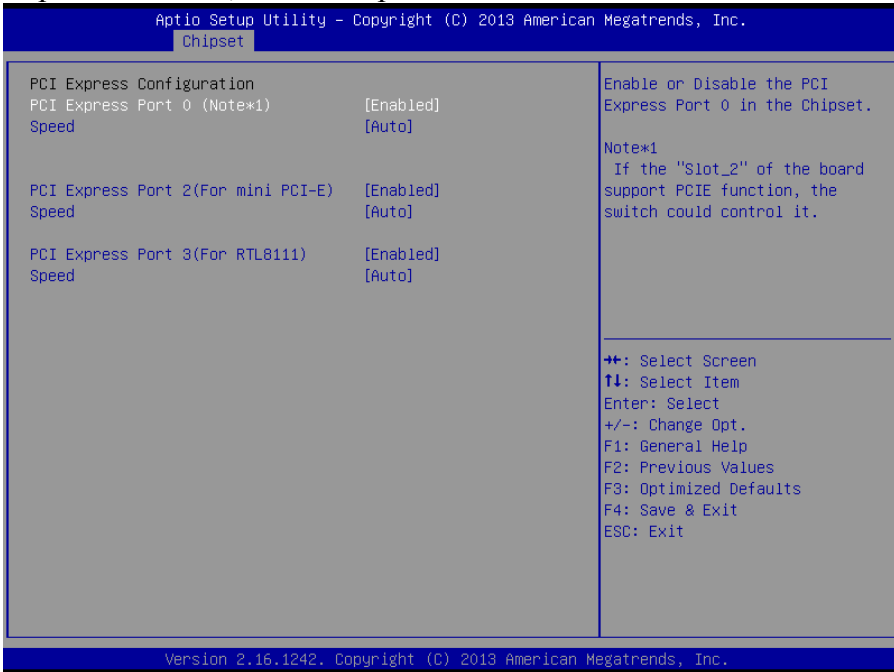 Aptio Setup Utility – Copyright (C) 2013 American Megatrends, Inc.
Chipset
PCI Express Configuration
PCI Express Port 0 (Note*1) [Enabled]
Speed [Auto]
PCI Express Port 2(For mini PCI-E) [Enabled]
Speed [Auto]
PCI Express Port 3(For RTL8111) [Enabled]
Speed [Auto]
Enable or Disable the PCI
Express Port 0 in the Chipset.
Note*1
If the "Slot_2" of the board
support PCIE function, the
switch could control it.
→←: Select Screen
↑↓: Select Item
Enter: Select
+/-: Change Opt.
F1: General Help
F2: Previous Values
F3: Optimized Defaults
F4: Save & Exit
ESC: Exit
Version 2.16.1242. Copyright (C) 2013 American Megatrends, Inc.